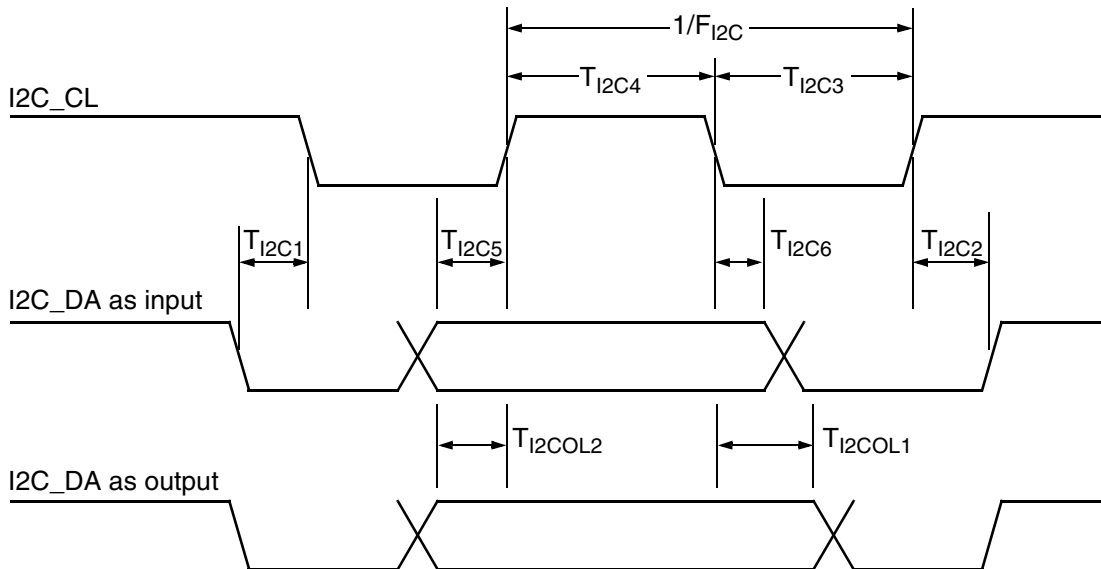 1/FI2C
TI2C4
TI2C3
I2C_CL
TI2C1
TI2C5
TI2C6
TI2C2
I2C_DA as input
TI2COL2
TI2COL1
I2C_DA as output